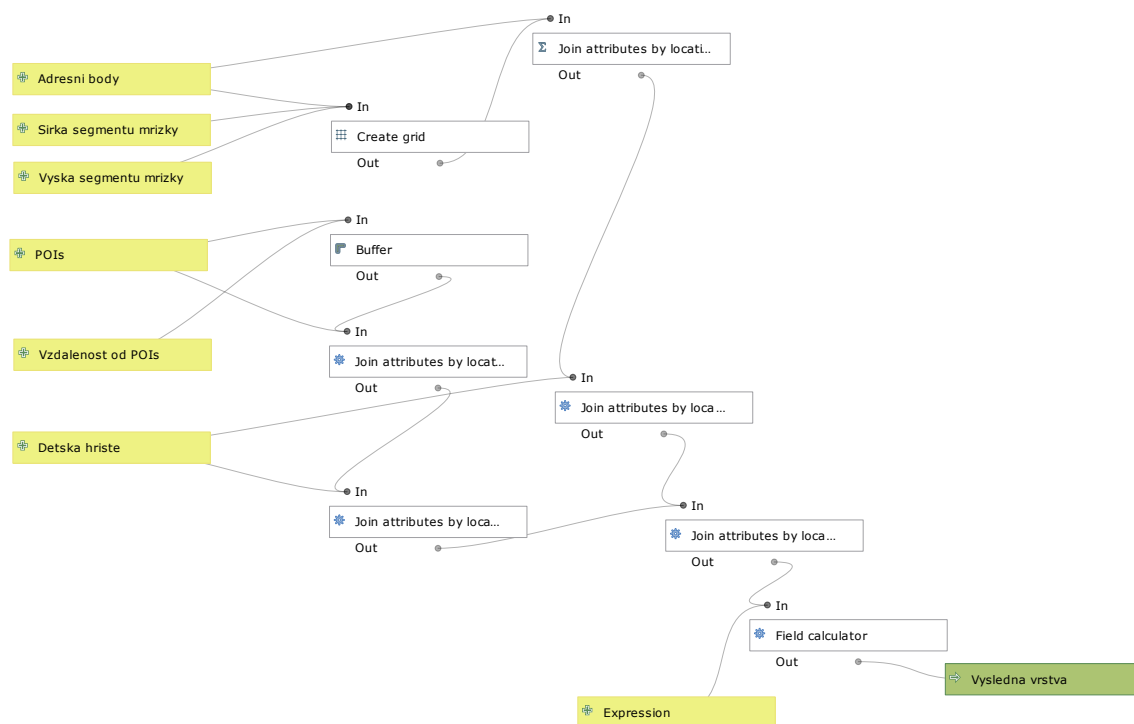 In
Join attributes by locati...
Out
Adresni body
In
Sirka segmentu mrizky
Create grid
Out
Vyska segmentu mrizky
In
POIs
Buffer
Out
In
Vzdalenost od POIs
Join attributes by locat...
Out
In
Join attributes by loca...
Out
Detska hriste
In
Join attributes by loca...
Out
In
Join attributes by loca...
Out
In
Field calculator
Out
Vysledna vrstva
Expression